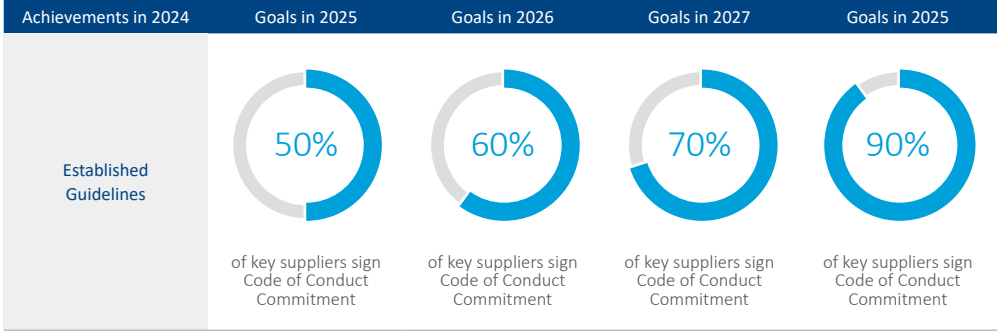 Achievements in 2024
Goals in 2025
Goals in 2026
Goals in 2027
Goals in 2025
Established
Guidelines
50%
60%
70%
90%
of key suppliers sign
Code of Conduct
Commitment
of key suppliers sign
Code of Conduct
Commitment
of key suppliers sign
Code of Conduct
Commitment
of key suppliers sign
Code of Conduct
Commitment